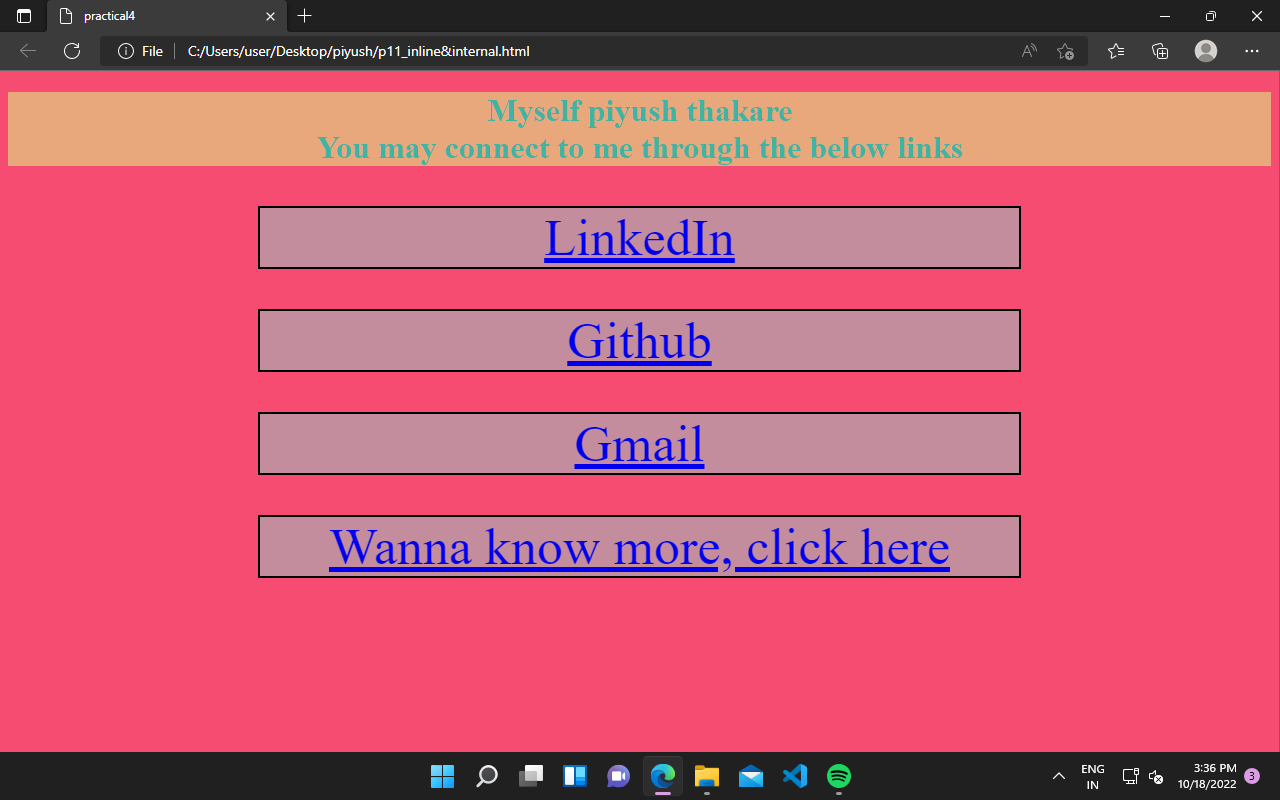 practical4
File
C:/Users/user/Desktop/piyush/p11_inline&internal.html
Myself piyush thakare
You may connect to me through the below links
LinkedIn
Github
Gmail
Wanna know more, click here
ENG
IN
3:36 PM
10/18/2022
3